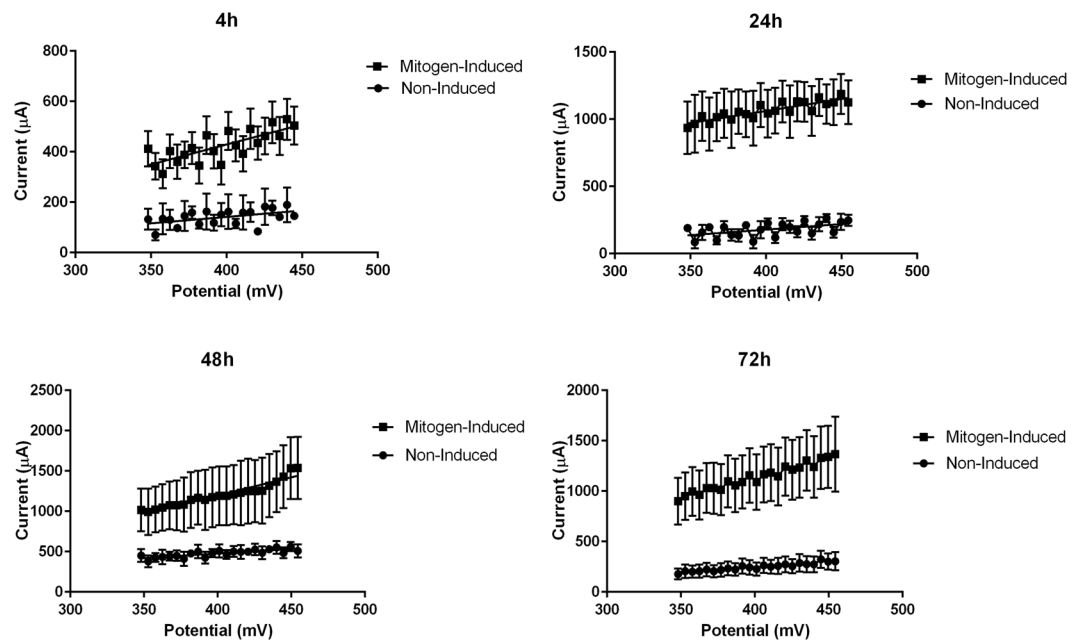 4h
800
600
400
200
0
300
350
400
450
500
Current (μA)
Potential (mV)
Mitogen-Induced
Non-Induced
24h
1500
1000
500
0
300
350
400
450
500
Current (μA)
Potential (mV)
Mitogen-Induced
Non-Induced
48h
2500
2000
1500
1000
500
0
300
350
400
450
500
Current (μA)
Potential (mV)
Mitogen-Induced
Non-Induced
72h
2000
1500
1000
500
0
300
350
400
450
500
Current (μA)
Potential (mV)
Mitogen-Induced
Non-Induced